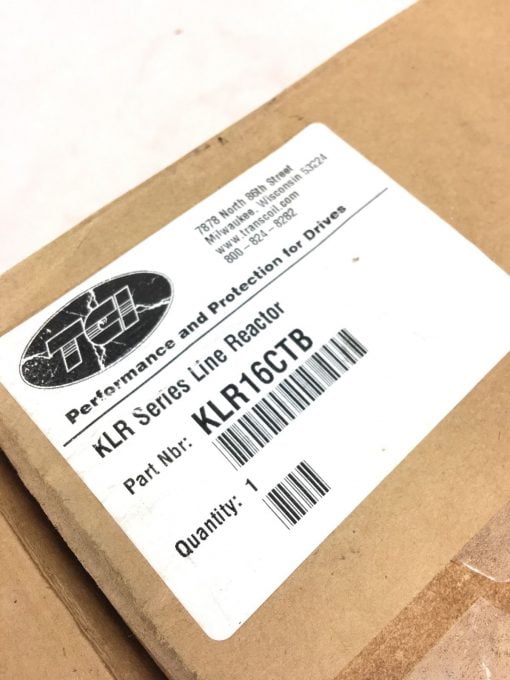 7878 North 86th Street
Milwaukee, Wisconsin 53224
www.transcoil.com
800-824-8282
TCI
Performance and Protection for Drives
KLR Series Line Reactor
Part Nbr: KLR16CTB
Quantity: 1